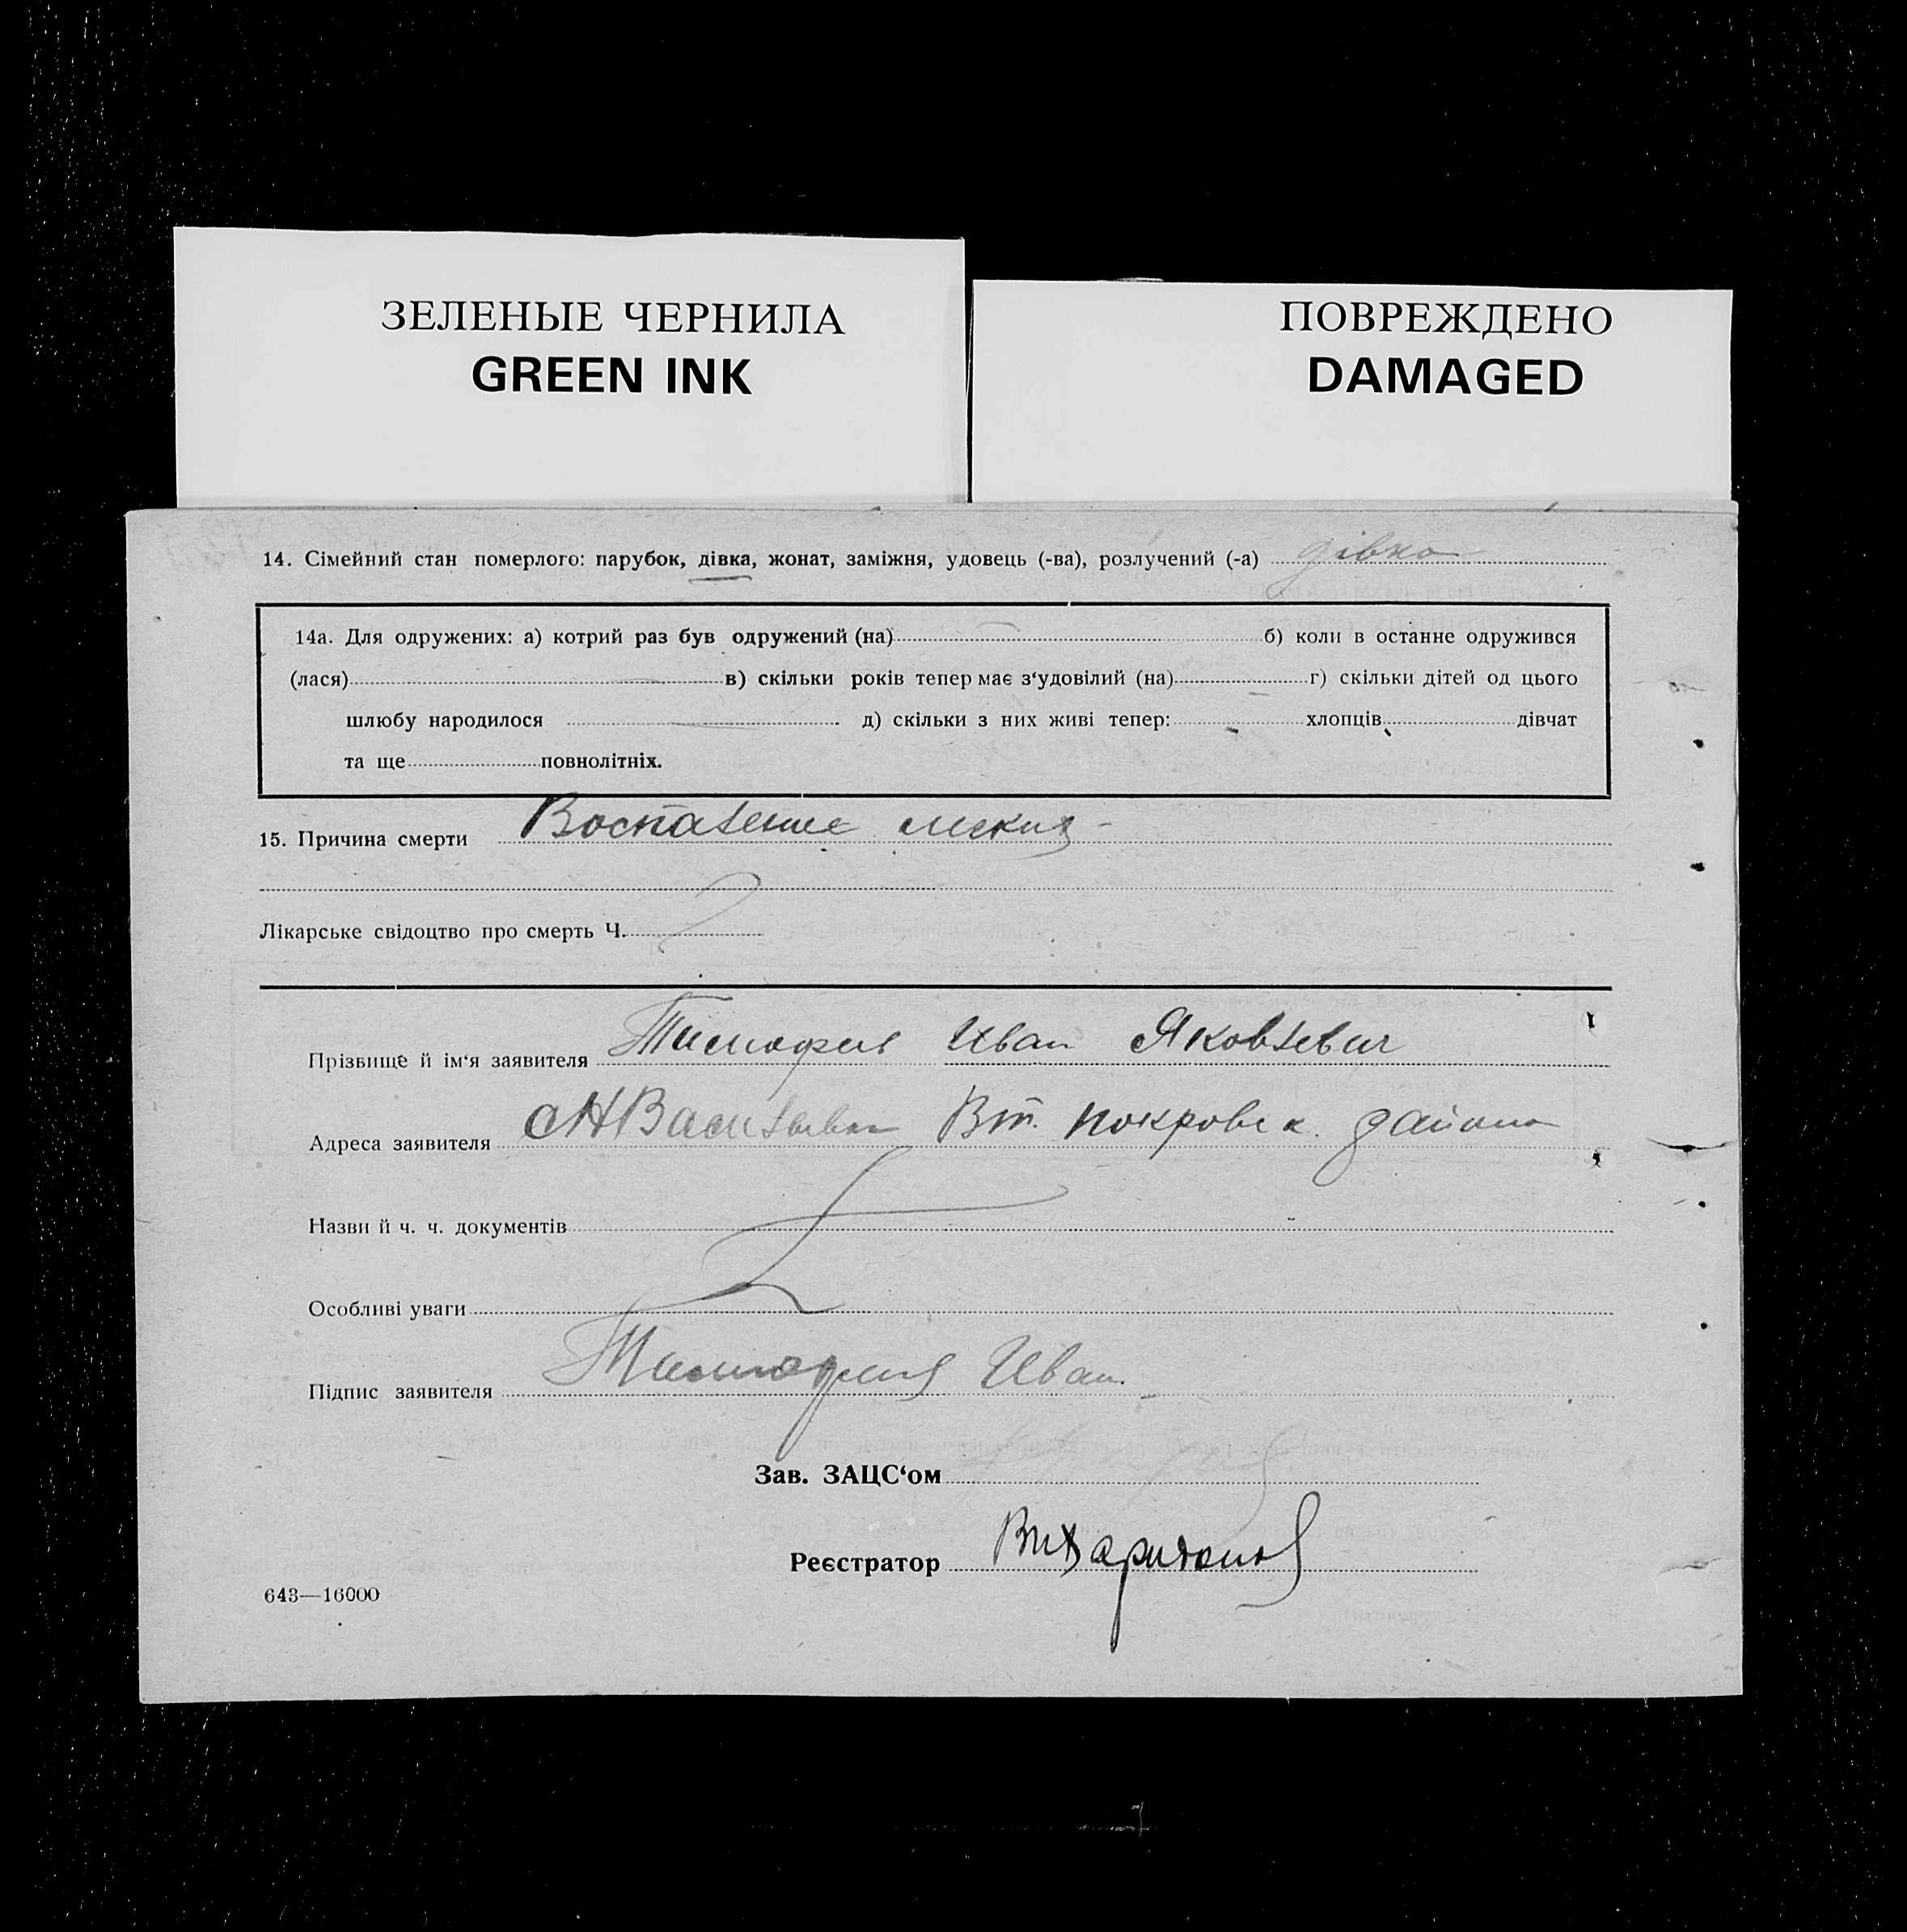 ЗЕЛЕНЫЕ ЧЕРНИЛА
GREEN INK
ПОВРЕЖДЕНО
DAMAGED
14. Сімейний стан померлого: парубок, дівка, жонат, заміжня, удовець (-ва), розлучений (-а) дівка
14а. Для одружених: а) котрий раз був одружений (на) б) коли в останне одружився
(лася) в) скільки років тепер має з‘удовілий (на) г) скільки дітей од цього
шлюбу народилося д) скільки з них живі тепер: хлопців дівчат
та ще повнолітніх.
15. Причина смерти Воспаление
Лікарське свідоцтво про смерть Ч.
Прізвище й ім‘я заявителя Иван Яковлевич
Адреса заявителя Вт. покровск. района
Назви й ч. ч. документів
Особливі уваги
Підпис заявителя Иван
Зав. ЗАЦС‘ом
Реєстратор
643—16000